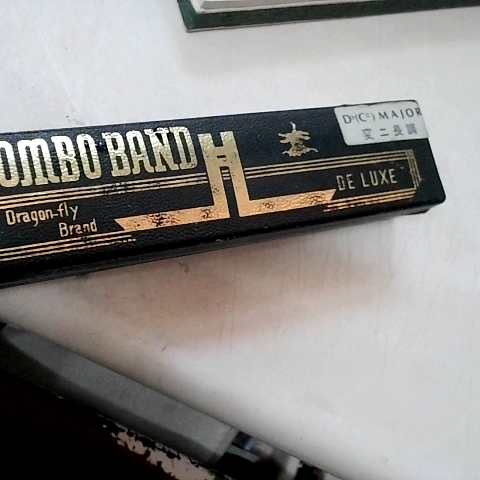 OMBO BAND
Dragon-fly
Brand
DE LUXE
D♭(C♯) MAJOR
変ニ長調